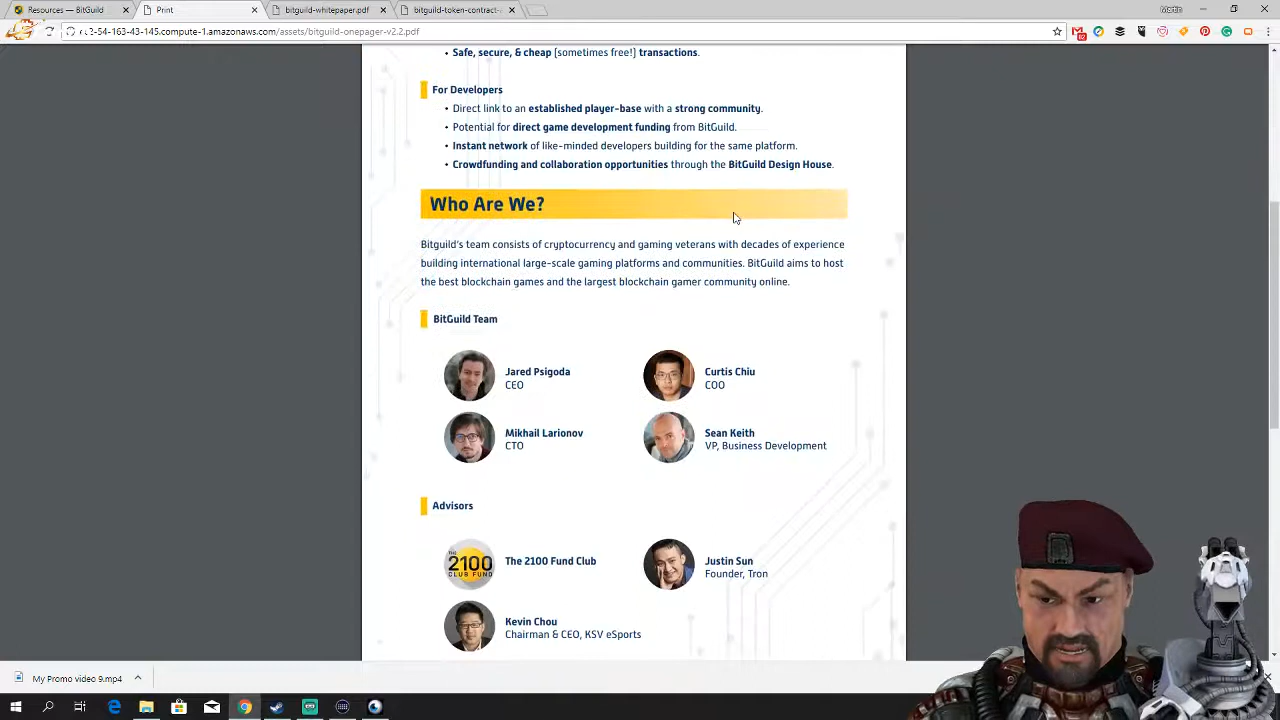 Resources — BitGuild
Print
bitguild-whitepaper.pdf
bitguild-token-contract-
54-163-43-145.compute-1.amazonaws.com/assets/bitguild-onepager-v2.2.pdf
• Safe, secure, & cheap [sometimes free!] transactions.
For Developers
• Direct link to an established player-base with a strong community.
• Potential for direct game development funding from BitGuild.
• Instant network of like-minded developers building for the same platform.
• Crowdfunding and collaboration opportunities through the BitGuild Design House.
Who Are We?
Bitguild's team consists of cryptocurrency and gaming veterans with decades of experience
building international large-scale gaming platforms and communities. BitGuild aims to host
the best blockchain games and the largest blockchain gamer community online.
BitGuild Team
Jared Psigoda
CEO
Curtis Chiu
COO
Mikhail Larionov
CTO
Sean Keith
VP, Business Development
Advisors
The 2100 CLUB FUND
The 2100 Fund Club
Justin Sun
Founder, Tron
Kevin Chou
Chairman & CEO, KSV eSports
My Promo video 9.mp4